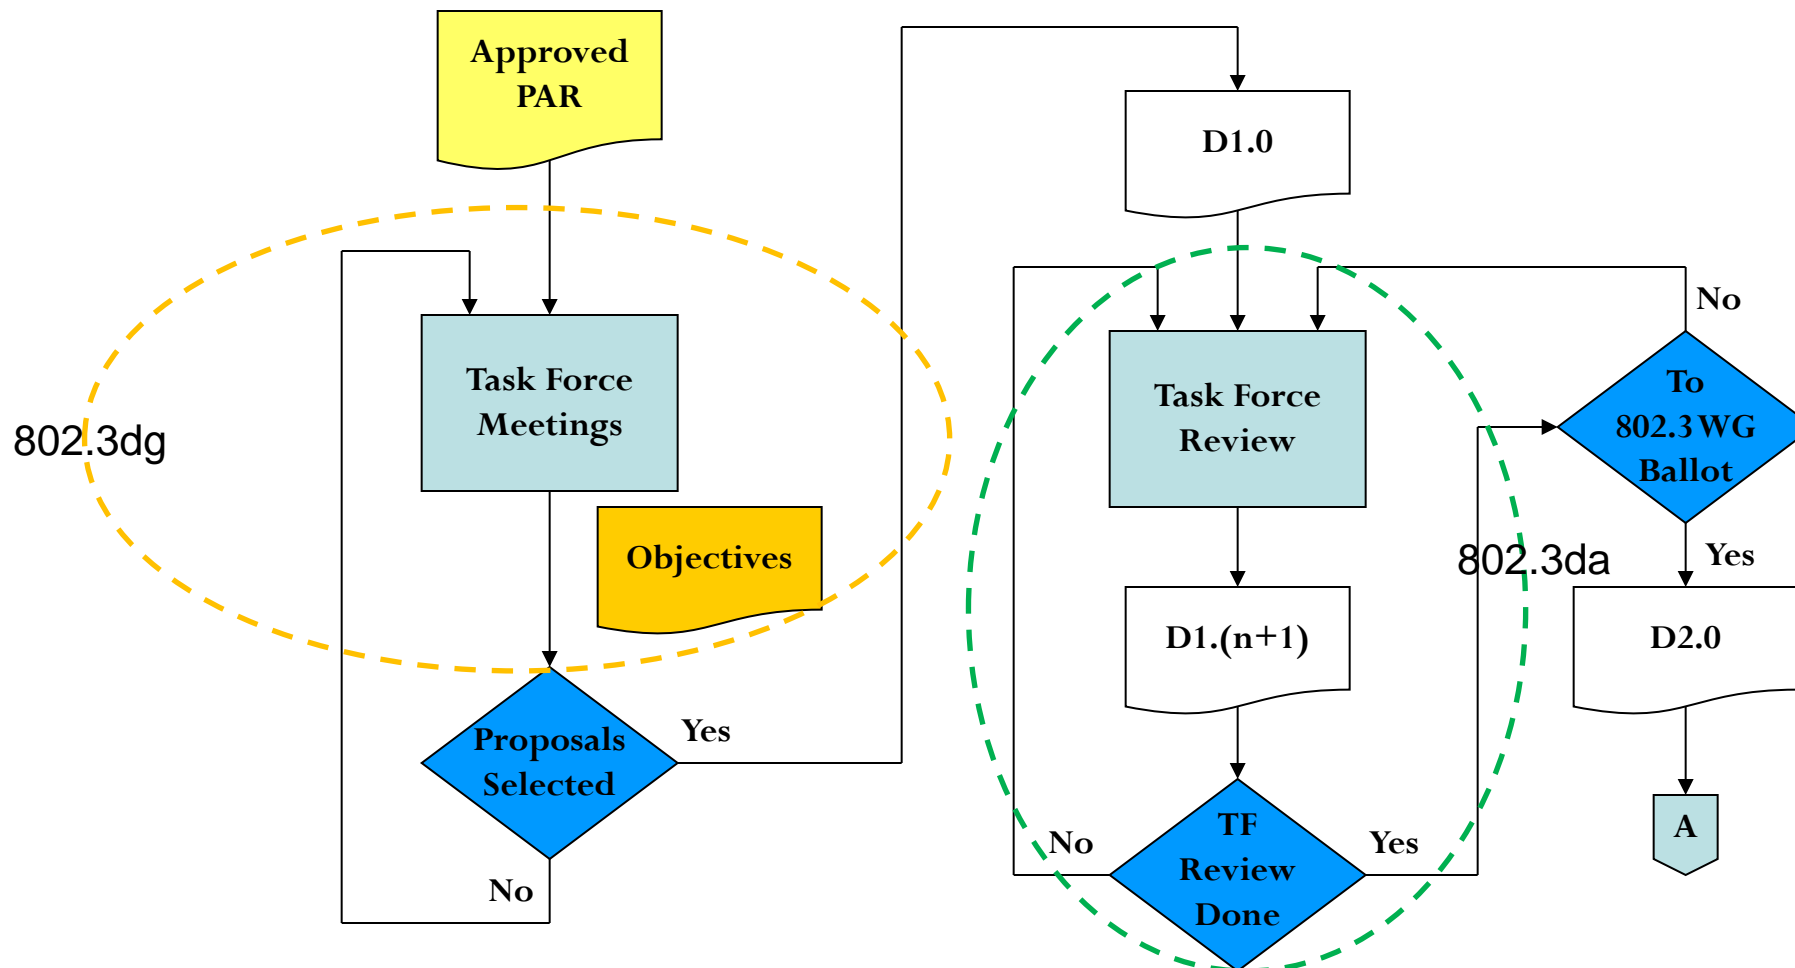 Approved
PAR
Task Force
Meetings
802.3dg
Objectives
Proposals
Selected
Yes
No
D1.0
Task Force
Review
D1.(n+1)
TF
Review
Done
No
Yes
802.3da
No
To
802.3 WG
Ballot
Yes
D2.0
A